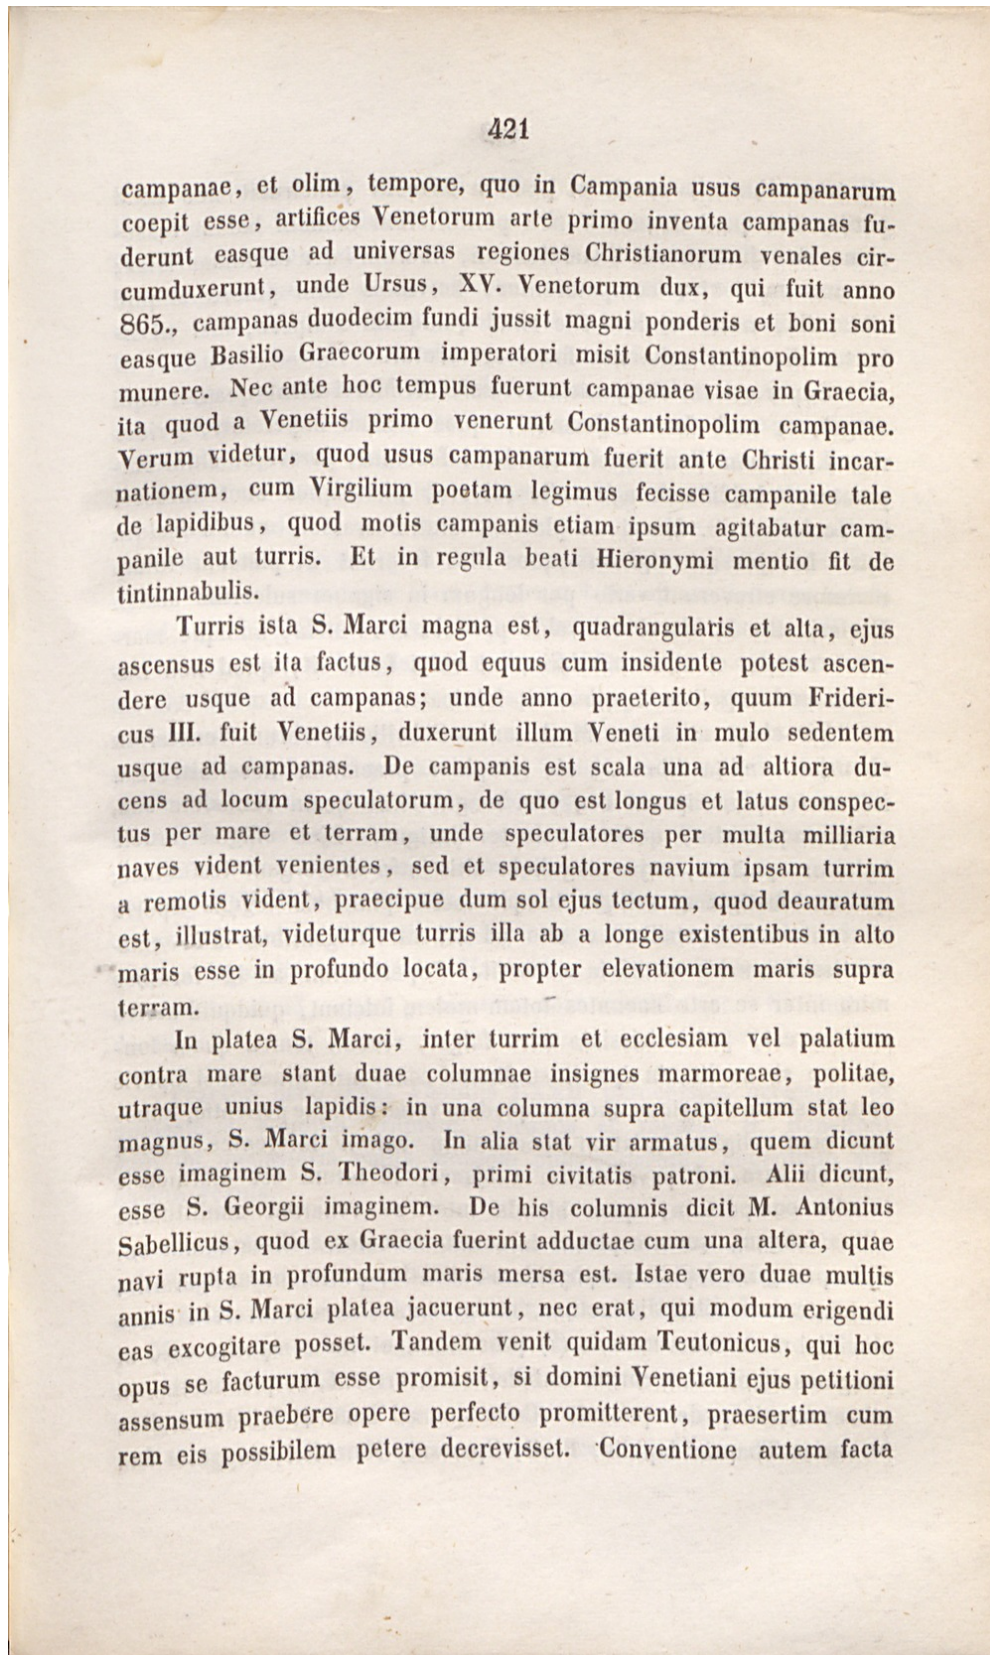 421
campanae, et olim, tempore, quo in Campania usus campanarum
coepit esse, artifices Venetorum arte primo inventa campanas fu-
derunt easque ad universas regiones Christianorum venales cir-
cumduxerunt, unde Ursus, XV. Venetorum dux, qui fuit anno
865., campanas duodecim fundi jussit magni ponderis et boni soni
easque Basilio Graecorum imperatori misit Constantinopolim pro
munere. Nec ante hoc tempus fuerunt campanae visae in Graecia,
ita quod a Venetiis primo venerunt Constantinopolim campanae.
Verum videtur, quod usus campanarum fuerit ante Christi incar-
nationem, cum Virgilium poetam legimus fecisse campanile tale
de lapidibus, quod motis campanis etiam ipsum agitabatur cam-
panile aut turris. Et in regula beati Hieronymi mentio fit de
tintinnabulis.
Turris ista S. Marci magna est, quadrangularis et alta, ejus
ascensus est ita factus, quod equus cum insidente potest ascen-
dere usque ad campanas; unde anno praeterito, quum Frideri-
cus III. fuit Venetiis, duxerunt illum Veneti in mulo sedentem
usque ad campanas. De campanis est scala una ad altiora du-
cens ad locum speculatorum, de quo est longus et latus conspec-
tus per mare et terram, unde speculatores per multa milliaria
naves vident venientes, sed et speculatores navium ipsam turrim
a remotis vident, praecipue dum sol ejus tectum, quod deauratum
est, illustrat, videturque turris illa ab a longe existentibus in alto
maris esse in profundo locata, propter elevationem maris supra
terram.
In platea S. Marci, inter turrim et ecclesiam vel palatium
contra mare stant duae columnae insignes marmoreae, politae,
utraque unius lapidis: in una columna supra capitellum stat leo
magnus, S. Marci imago. In alia stat vir armatus, quem dicunt
esse imaginem S. Theodori, primi civitatis patroni. Alii dicunt,
esse S. Georgii imaginem. De his columnis dicit M. Antonius
Sabellicus, quod ex Graecia fuerint adductae cum una altera, quae
navi rupta in profundum maris mersa est. Istae vero duae multis
annis in S. Marci platea jacuerunt, nec erat, qui modum erigendi
eas excogitare posset. Tandem venit quidam Teutonicus, qui hoc
opus se facturum esse promisit, si domini Venetiani ejus petitioni
assensum praebere opere perfecto promitterent, praesertim cum
rem eis possibilem petere decrevisset. Conventione autem facta